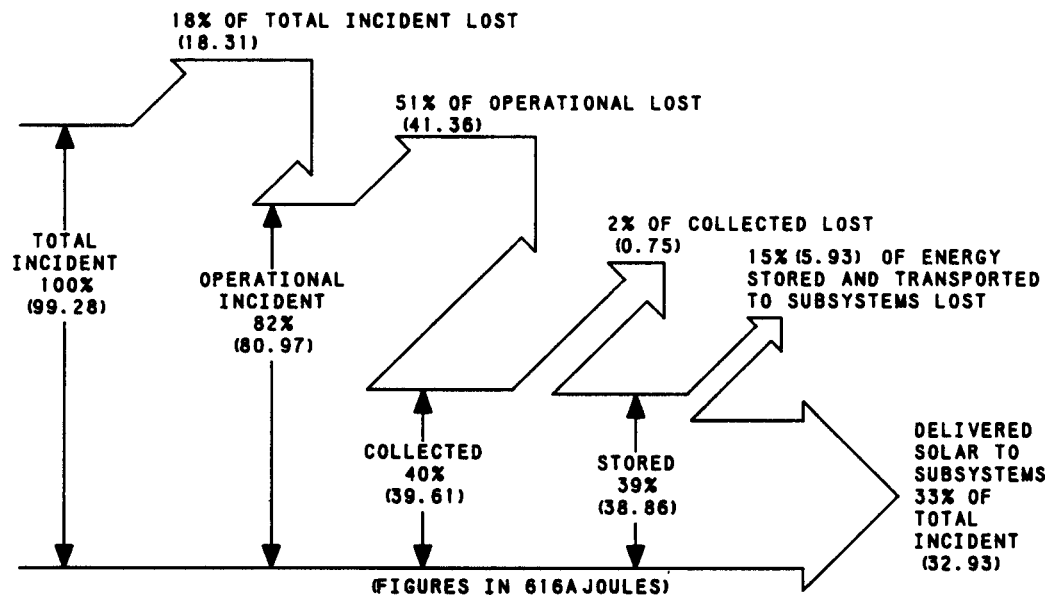 18% OF TOTAL INCIDENT LOST
(18.31)
51% OF OPERATIONAL LOST
(41.36)
2% OF COLLECTED LOST
(0.75)
15% (5.93) OF ENERGY
STORED AND TRANSPORTED
TO SUBSYSTEMS LOST
TOTAL
INCIDENT
100%
(99.28)
OPERATIONAL
INCIDENT
82%
(80.97)
COLLECTED
40%
(39.61)
STORED
39%
(38.86)
DELIVERED
SOLAR TO
SUBSYSTEMS
33% OF
TOTAL
INCIDENT
(32.93)
(FIGURES IN 616AJOULES)